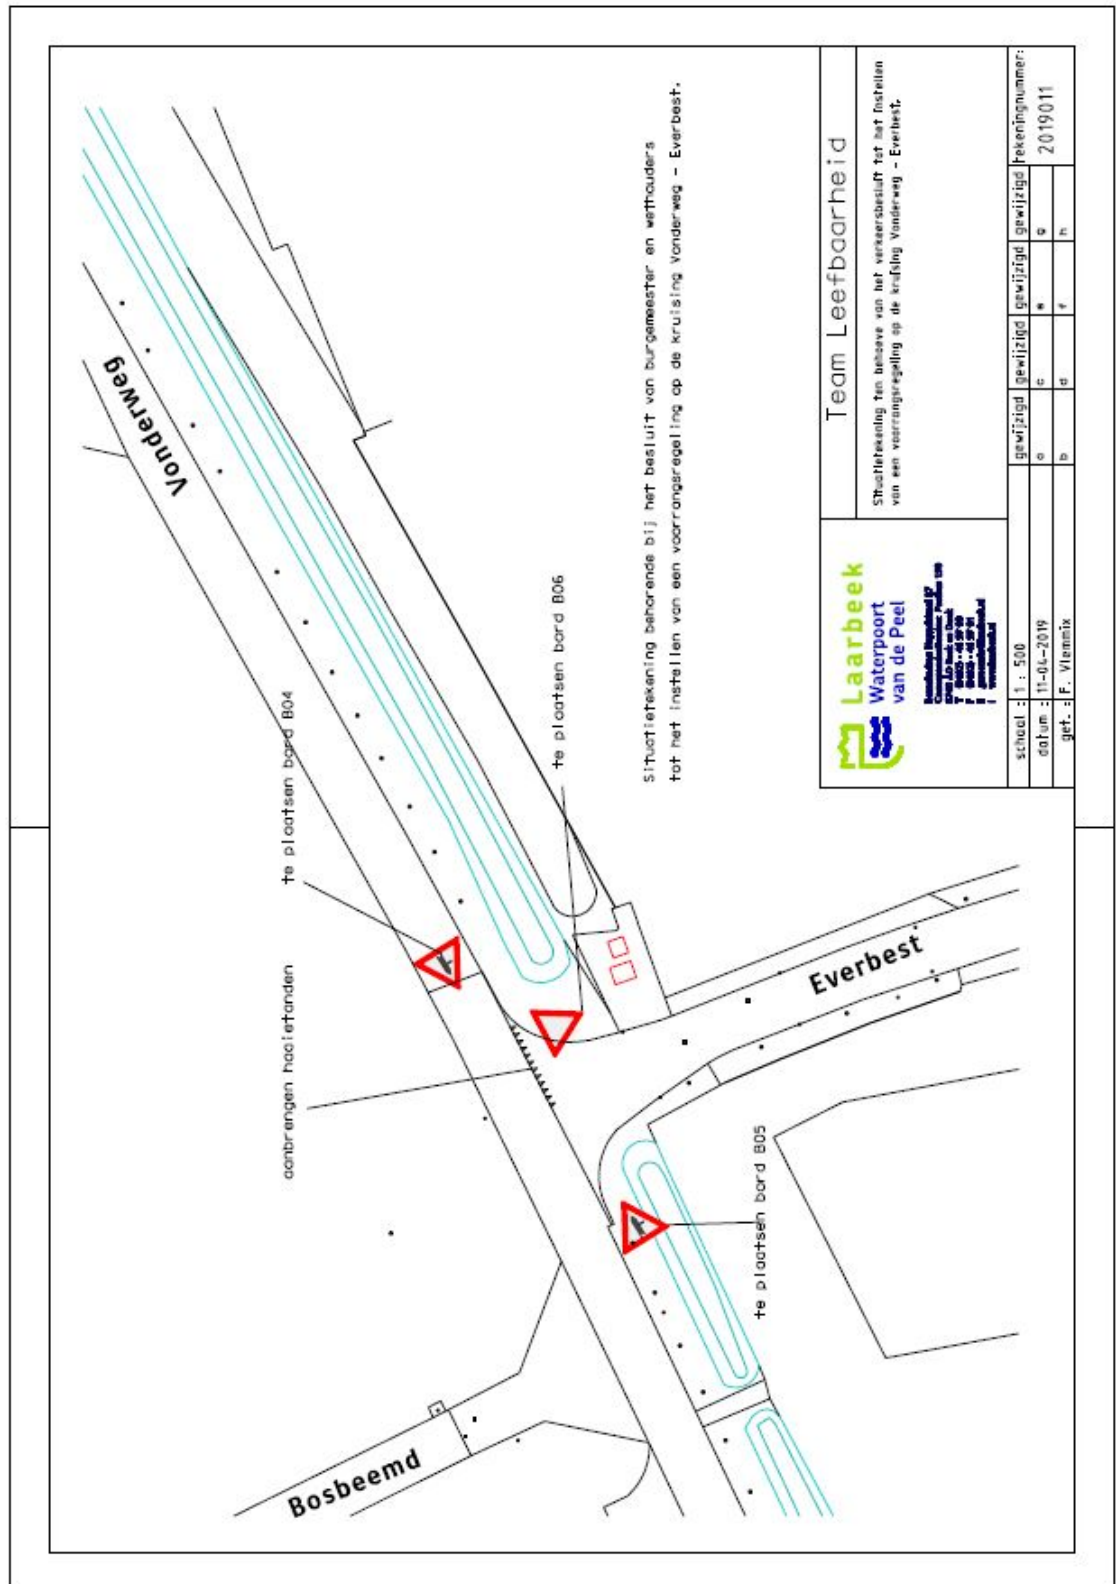 Vonderweg
te plaatsen bord B04
aanbrengen haaietanden
te plaatsen bord B06
Everbest
te plaatsen bord B05
Bosbeemd
Situatietekening behorende bij het besluit van burgemeester en wethouders
tot het instellen van een voorrangsregeling op de kruising Vonderweg - Everbest.
Laarbeek
Waterpoort
van de Peel
Team Leefbaarheid
Situatietekening ten behoeve van het verkeersbesluit tot het instellen
van een voorrangsregeling op de kruising Vonderweg - Everbest.
schaal : 1 : 500
datum : 11-04-2019
get. : F. Vlemmix
gewijzigd gewijzigd gewijzigd gewijzigd tekeningnummer:
a c e g 2019011
b d f h